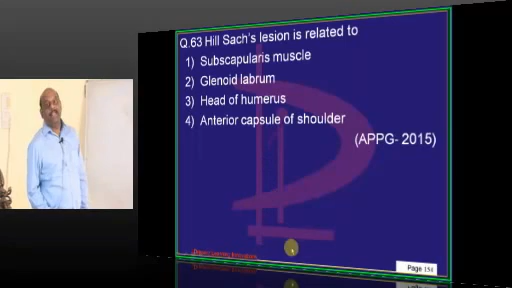 Q.63 Hill Sach's lesion is related to
1) Subscapularis muscle
2) Glenoid labrum
3) Head of humerus
4) Anterior capsule of shoulder
(APPG- 2015)
Page 154